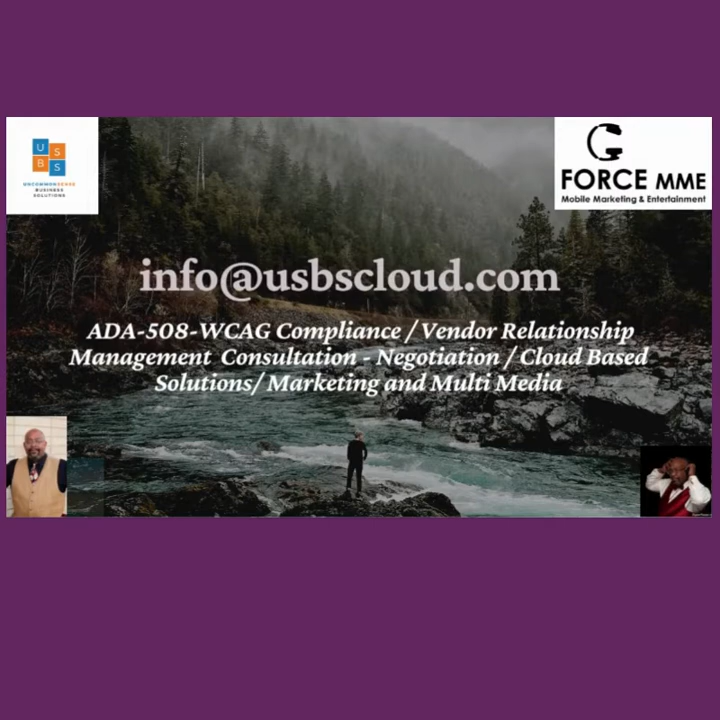 U S
B S
UNCOMMONSENSE
BUSINESS
SOLUTIONS
G
FORCE MME
Mobile Marketing & Entertainment
info@usbscloud.com
ADA-508-WCAG Compliance / Vendor Relationship
Management Consultation - Negotiation / Cloud Based
Solutions/ Marketing and Multi Media